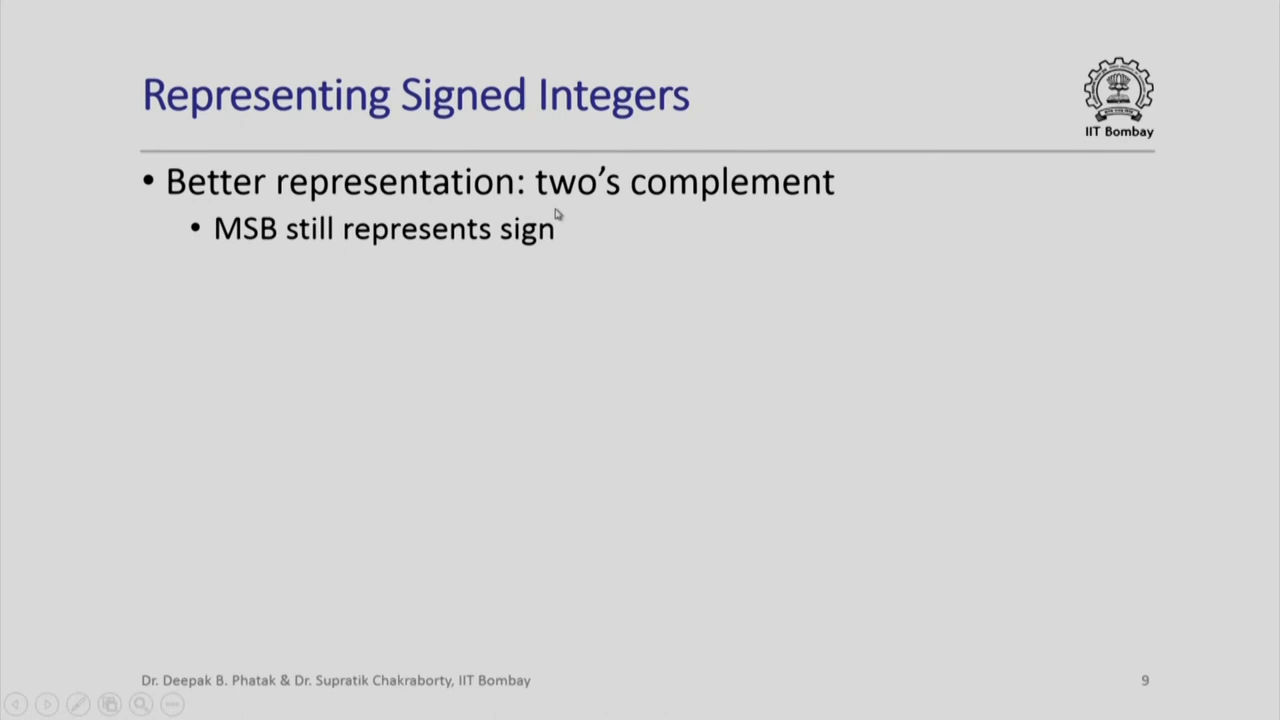 Representing Signed Integers
IIT Bombay
• Better representation: two’s complement
• MSB still represents sign
Dr. Deepak B. Phatak & Dr. Supratik Chakraborty, IIT Bombay
9